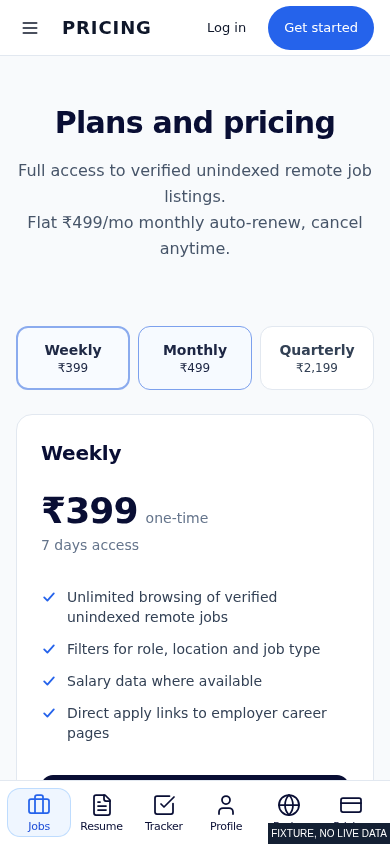 PRICING
Log in
Get started
Plans and pricing
Full access to verified unindexed remote job
listings.
Flat ₹499/mo monthly auto-renew, cancel
anytime.
Weekly
₹399
Monthly
₹499
Quarterly
₹2,199
Weekly
₹399 one-time
7 days access
Unlimited browsing of verified
unindexed remote jobs
Filters for role, location and job type
Salary data where available
Direct apply links to employer career
pages
Jobs
Resume
Tracker
Profile
FIXTURE, NO LIVE DATA